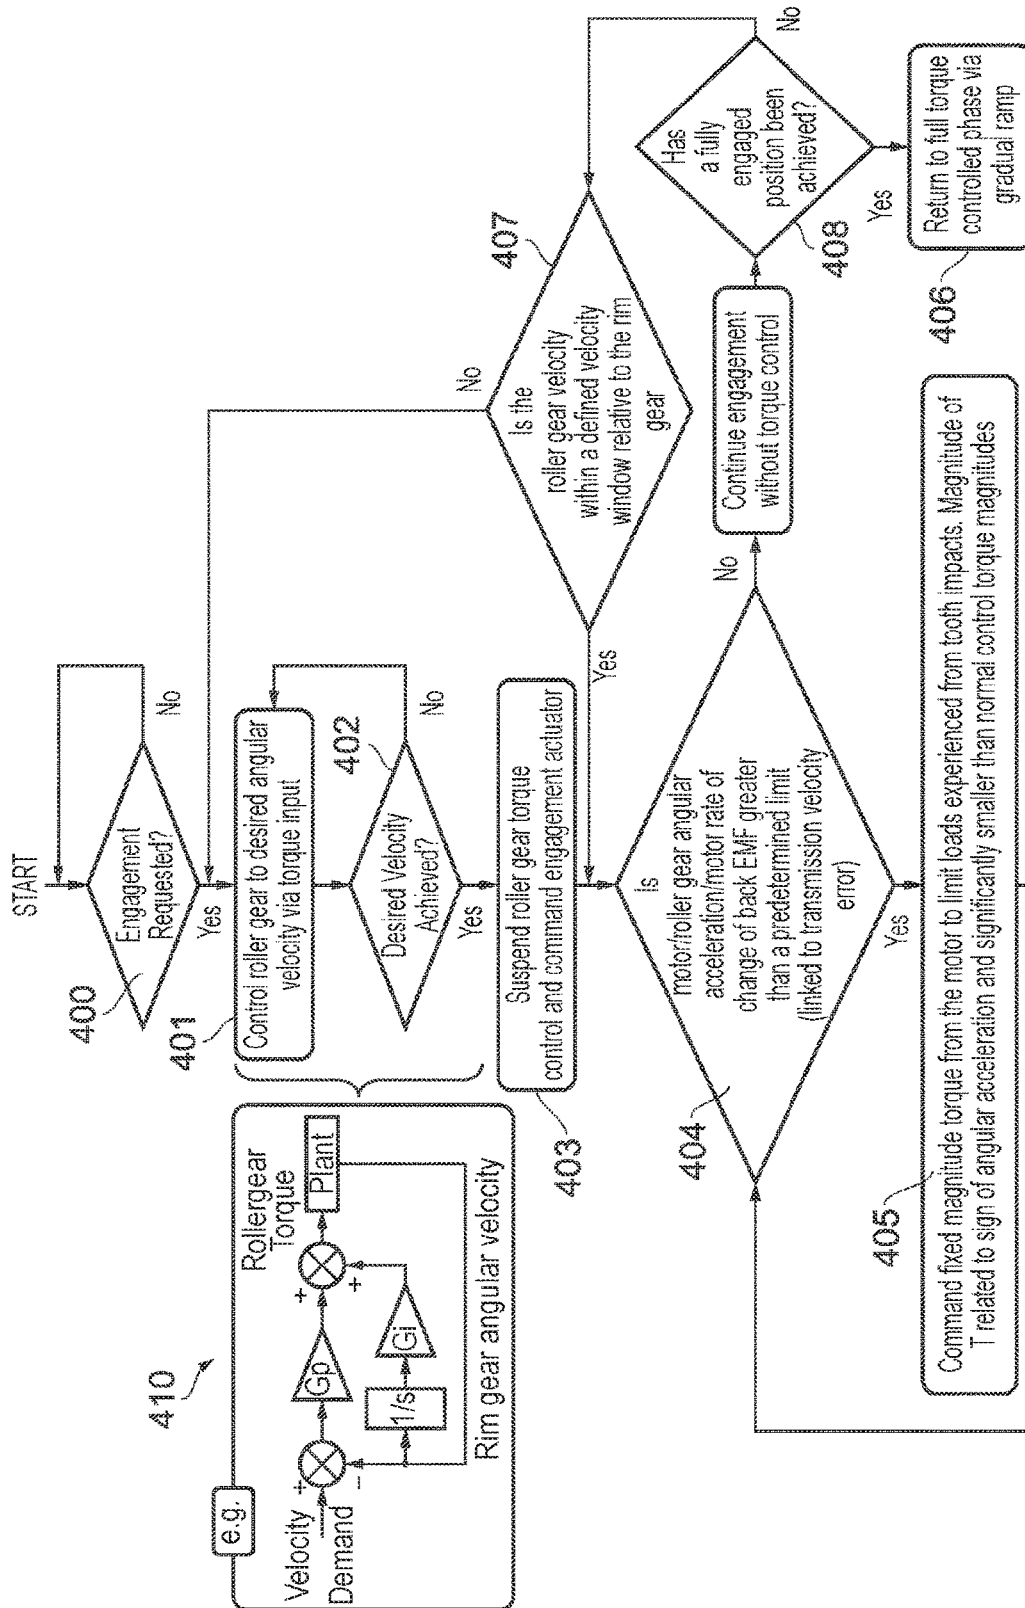 START
Engagement
Requested?
400
No
Yes
401
Control roller gear to desired angular
velocity via torque input
402
Desired Velocity
Achieved?
No
Yes
Suspend roller gear torque
control and command engagement actuator
403
e.g.
410
Velocity
Demand
+
-
Gp
1/s
Gi
+
+
Rollergear
Torque
Plant
Rim gear angular velocity
404
Is
motor/roller gear angular
acceleration/motor rate of
change of back EMF greater
than a predetermined limit
(linked to transmission velocity
error)
Yes
No
405
Command fixed magnitude torque from the motor to limit loads experienced from tooth impacts. Magnitude of
T related to sign of angular acceleration and significantly smaller than normal control torque magnitudes
Continue engagement
without torque control
407
Is the
roller gear velocity
within a defined velocity
window relative to the rim
gear
No
Yes
Has
a fully
engaged
position been
achieved?
408
No
Yes
Return to full torque
controlled phase via
gradual ramp
406